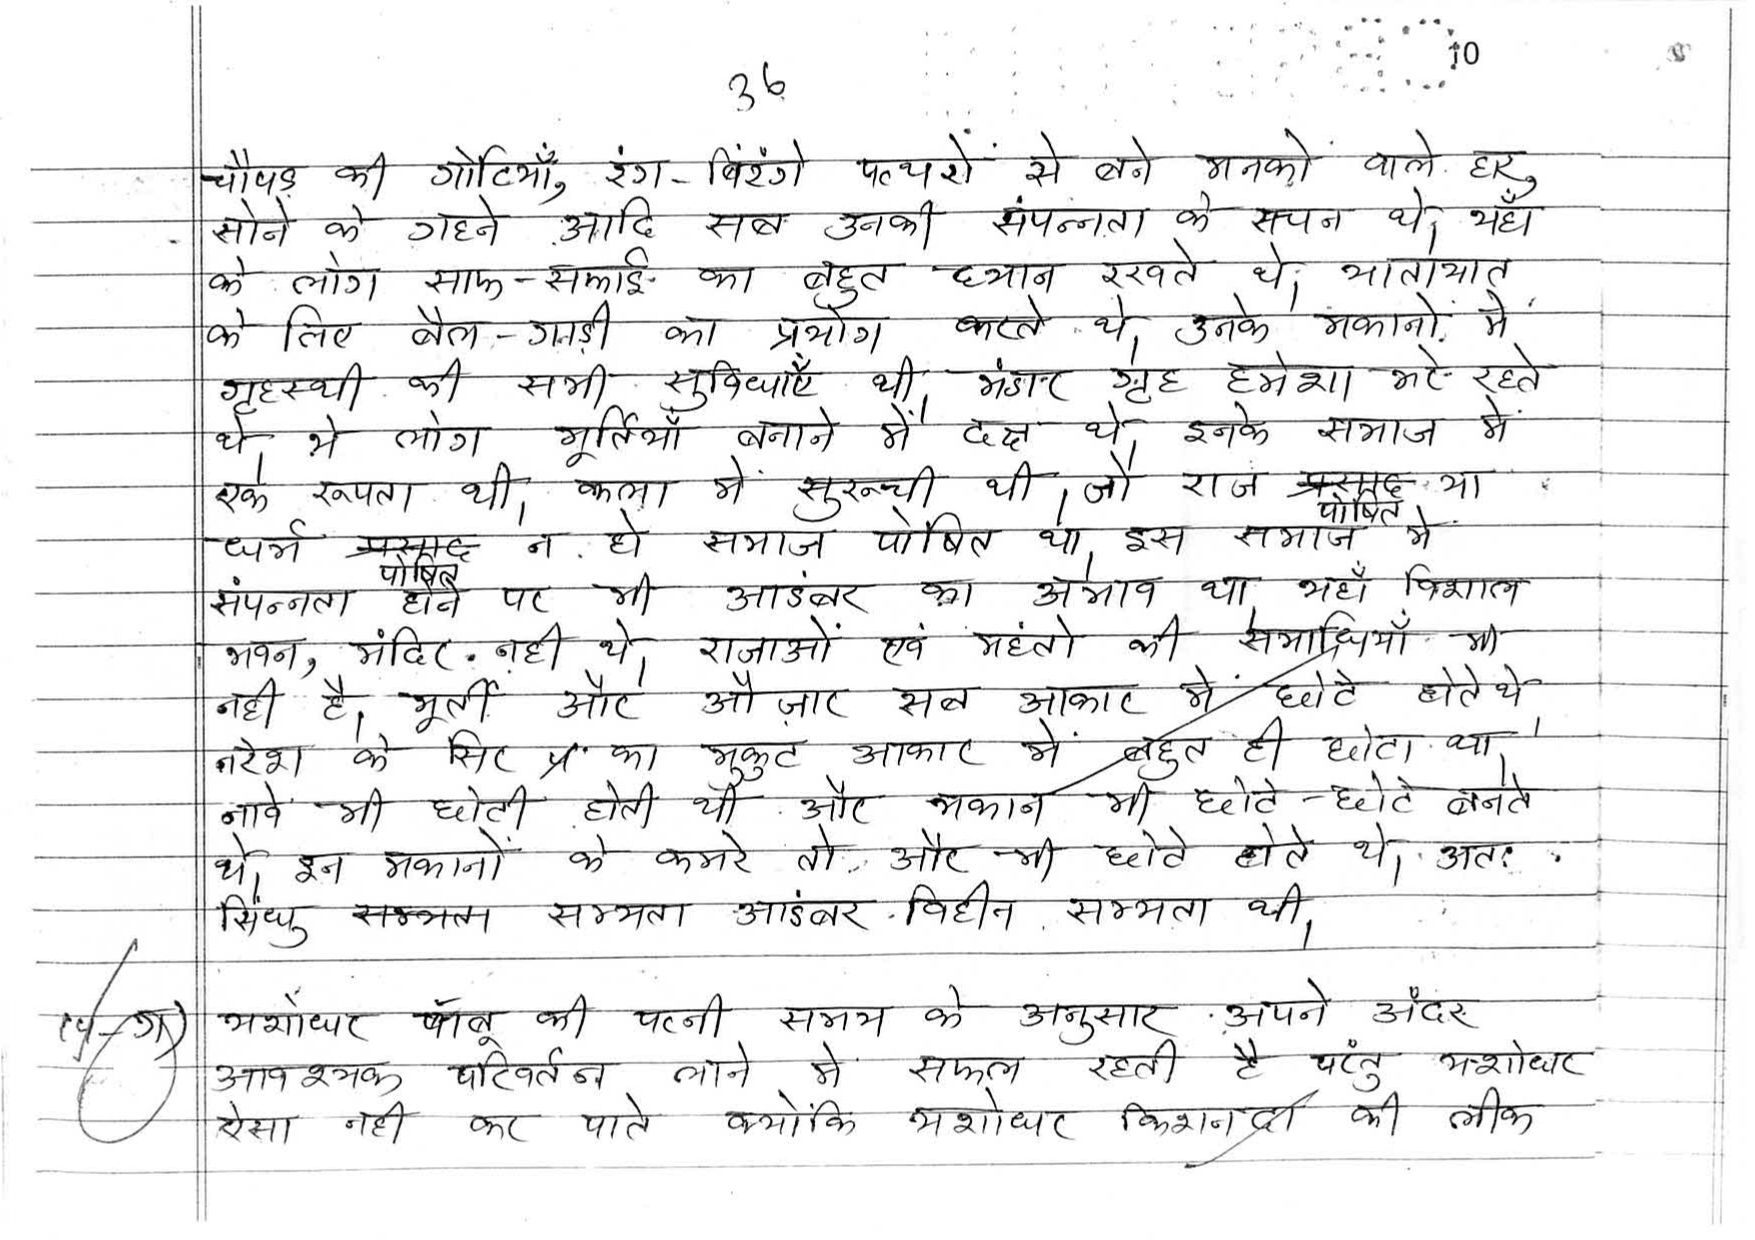 10
36
चौपड़ की गोटियाँ, रंग-बिरंगे पत्थरों से बने मनको वाले हार,
सोने के गहने आदि सब उनकी संपन्नता के सपन थे। यहाँ
के लोग साफ-सफाई का बहुत ध्यान रखते थे। यातायात
के लिए बैल-गाड़ी का प्रयोग करते थे। उनके मकानों में
गृहस्थी की सभी सुविधाएँ थी। भंडार गृह हमेशा भरे रहते
थे। ये लोग मूर्तियाँ बनाने में दक्ष थे। इनके समाज में
एक रूपता थी। कला में सुरूची थी। जो राज प्रसाद पोषित या
धर्म प्रसाद पोषित न हो समाज पोषित था। इस समाज में
संपन्नता होने पर भी आडंबर का अभाव था। यहाँ विशाल
भवन, मंदिर नही थे। राजाओं एवं महंतो की समाधियाँ भी
नही है। मूर्ती और औज़ार सब आकार में छोटे होते थे।
नरेश के सिर प्र का मुकुट आकार में बहुत ही छोटा था।
नावे भी छोटी होती थी और मकान भी छोटे-छोटे बनते
थे। इन मकानों के कमरे तो और भी छोटे होते थे। अतः
सिंधु सभ्यता सभ्यता आडंबर विहीन सभ्यता थी।
यशोधर बाबू की पत्नी समय के अनुसार अपने अंदर
आवश्यक परिवर्तन लाने में सफल रहती है परंतु यशोधर
ऐसा नही कर पाते क्योंकि यशोधर किशनदा की लीक